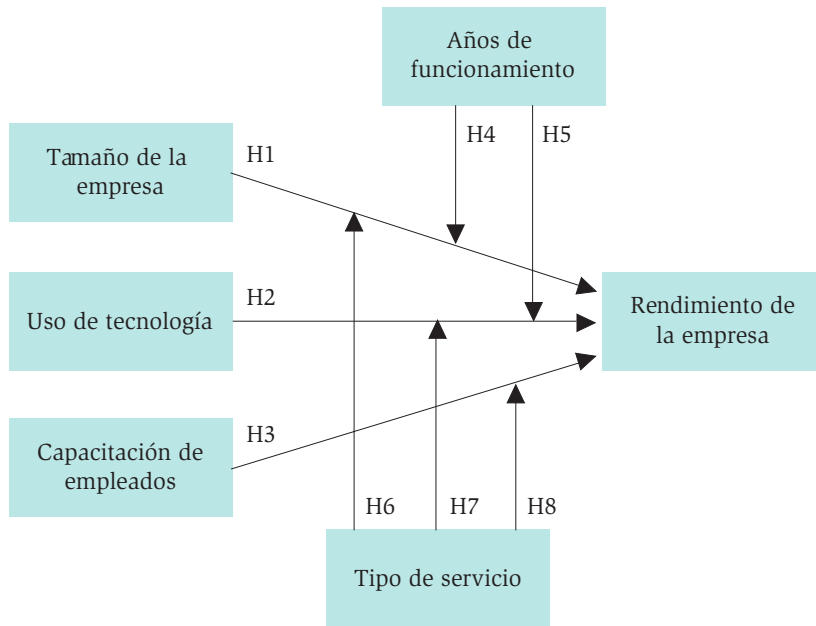 Años de
funcionamiento
H4
H5
Tamaño de la
empresa
H1
Uso de tecnología
H2
Rendimiento de
la empresa
Capacitación de
empleados
H3
H6
H7
H8
Tipo de servicio